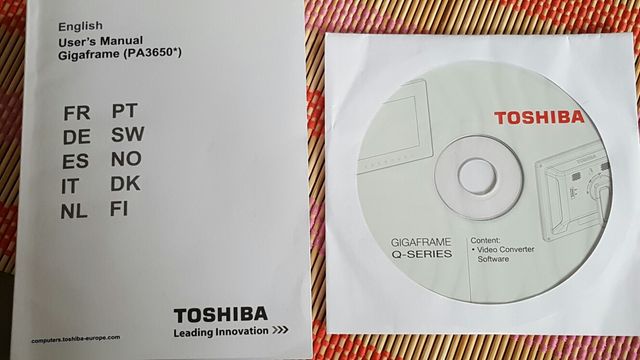 English
User's Manual
Gigaframe (PA3650*)
FR PT
DE SW
ES NO
IT DK
NL FI
TOSHIBA
Leading Innovation >>>
computers.toshiba-europe.com
TOSHIBA
TOSHIBA
GIGAFRAME
Q-SERIES
Content:
• Video Converter
Software